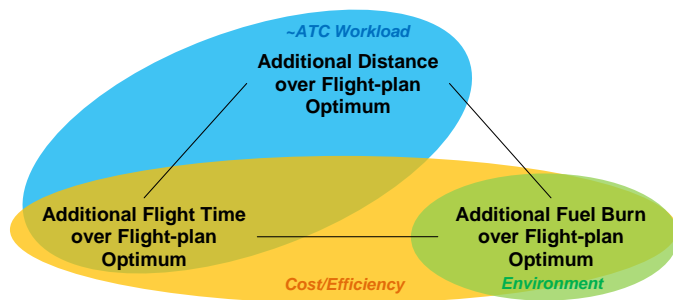 ~ATC Workload
Additional Distance
over Flight-plan
Optimum
Additional Flight Time
over Flight-plan
Optimum
Additional Fuel Burn
over Flight-plan
Optimum
Cost/Efficiency
Environment